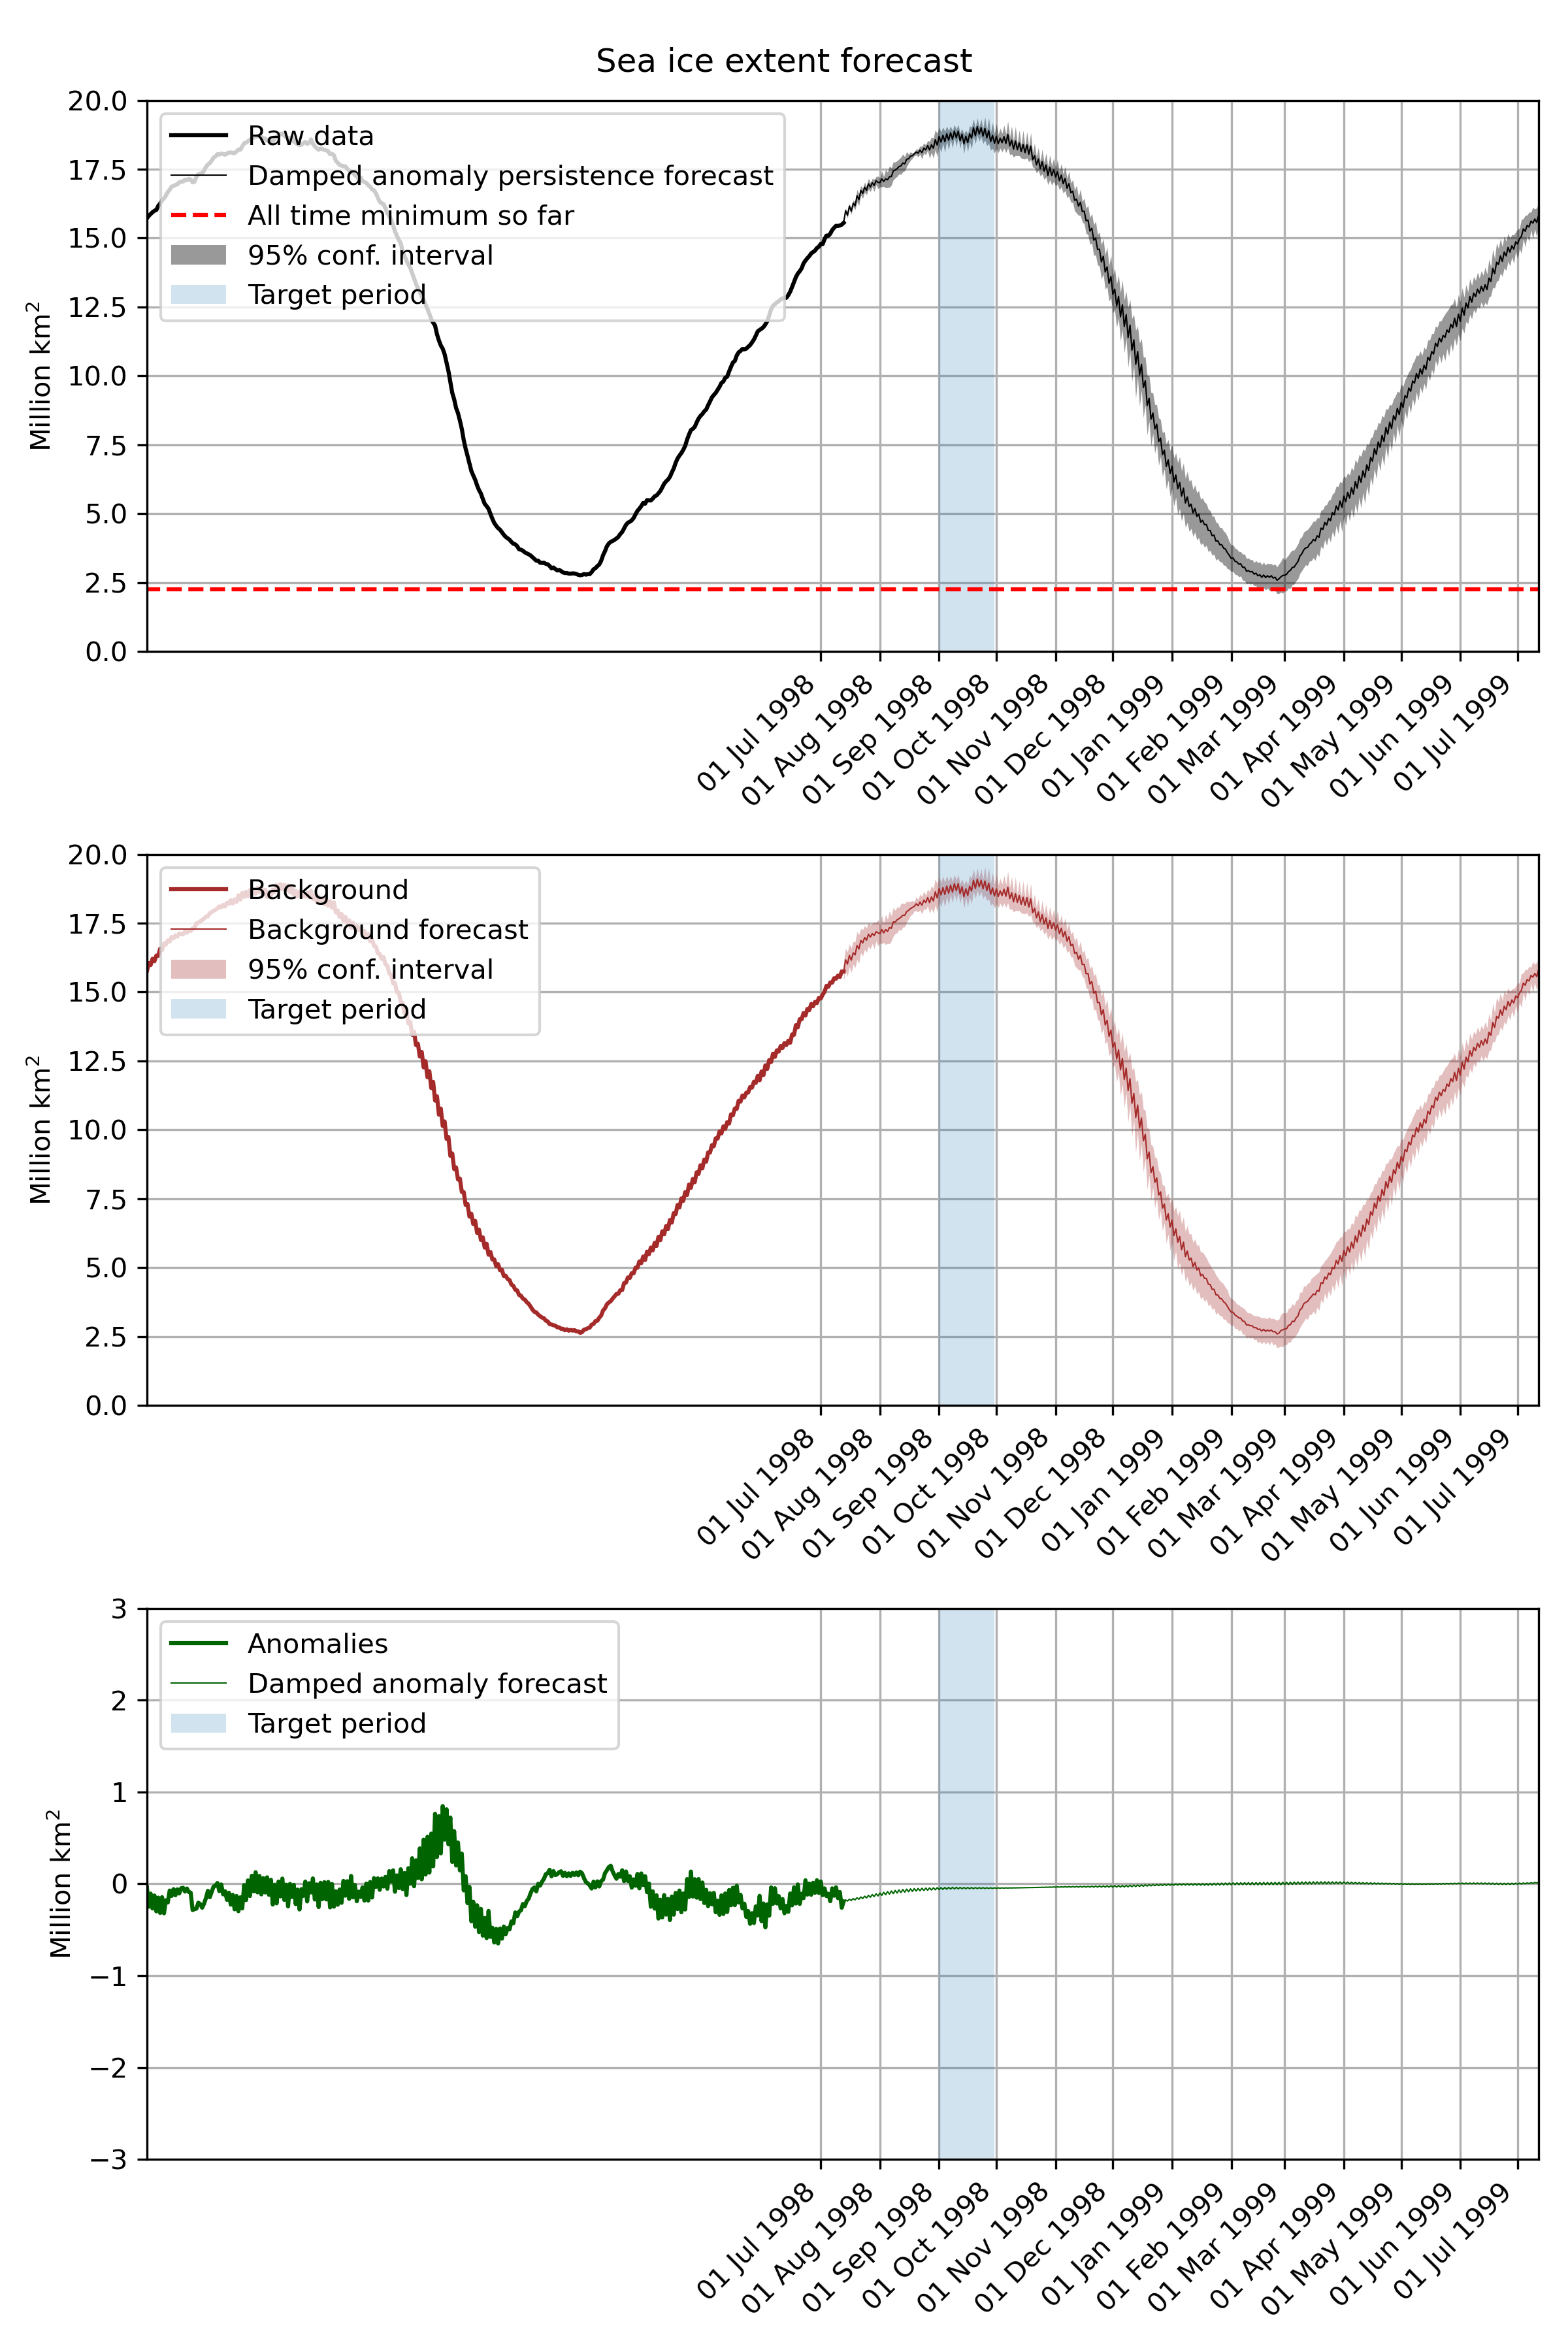 Sea ice extent forecast
20.0
17.5
15.0
12.5
10.0
7.5
5.0
2.5
0.0
Million km²
Raw data
Damped anomaly persistence forecast
All time minimum so far
95% conf. interval
Target period
01 Jul 1998
01 Aug 1998
01 Sep 1998
01 Oct 1998
01 Nov 1998
01 Dec 1998
01 Jan 1999
01 Feb 1999
01 Mar 1999
01 Apr 1999
01 May 1999
01 Jun 1999
01 Jul 1999
20.0
17.5
15.0
12.5
10.0
7.5
5.0
2.5
0.0
Million km²
Background
Background forecast
95% conf. interval
Target period
01 Jul 1998
01 Aug 1998
01 Sep 1998
01 Oct 1998
01 Nov 1998
01 Dec 1998
01 Jan 1999
01 Feb 1999
01 Mar 1999
01 Apr 1999
01 May 1999
01 Jun 1999
01 Jul 1999
3
2
1
0
−1
−2
−3
Million km²
Anomalies
Damped anomaly forecast
Target period
01 Jul 1998
01 Aug 1998
01 Sep 1998
01 Oct 1998
01 Nov 1998
01 Dec 1998
01 Jan 1999
01 Feb 1999
01 Mar 1999
01 Apr 1999
01 May 1999
01 Jun 1999
01 Jul 1999